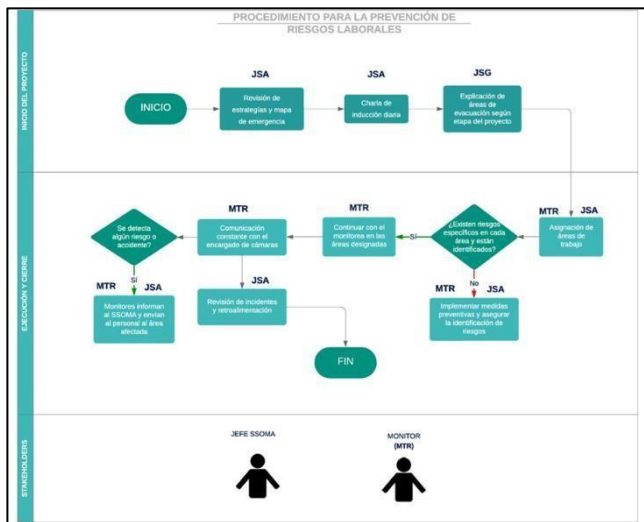 PROCEDIMIENTO PARA LA PREVENCIÓN DE
RIESGOS LABORALES
INICIO DEL PROYECTO
INICIO
JSA
Revisión de
estrategías y mapa
de emergencia
JSA
Charla de
inducción diaria
JSG
Explicación de
áreas de
evacuación según
etapa del proyecto
EJECUCIÓN Y CIERRE
MTR
JSA
Asignación de
áreas de
trabajo
¿Existen riesgos
específicos en cada
área y están
identificados?
Sí
No
MTR
JSA
Implementar medidas
preventivas y asegurar
la identificación de
riesgos
MTR
Continuar con el
monitorea en las
áreas designadas
MTR
Comunicación
constante con el
encargado de
cámaras
Se detecta
algún riesgo o
accidente?
Sí
MTR
JSA
Monitores informan
al SSOMA y envían
al personal al área
afectada
JSA
Revisión de incidentes
y retroalimentación
FIN
STAKEHOLDERS
JEFE SSOMA
MONITOR
(MTR)